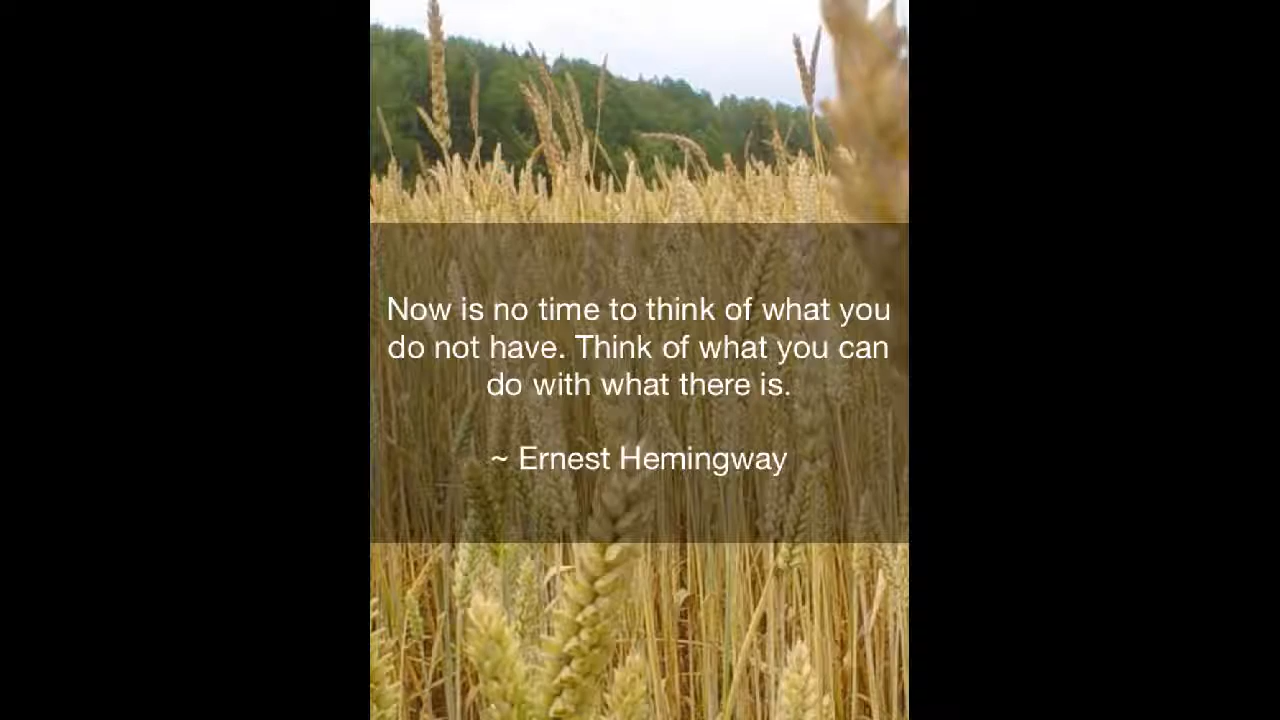 Now is no time to think of what you
do not have. Think of what you can
do with what there is.
~ Ernest Hemingway